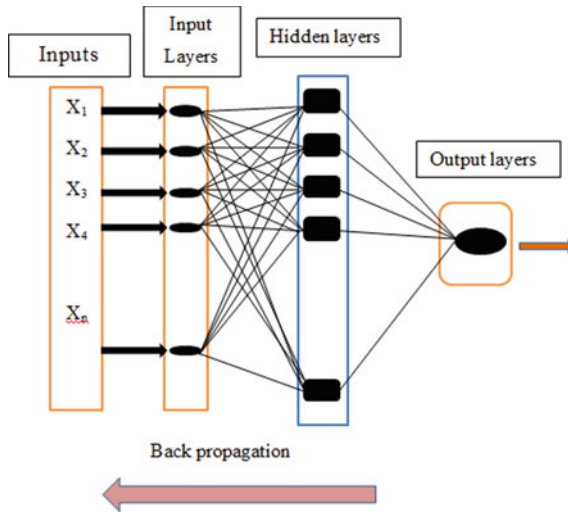 Inputs
Input
Layers
Hidden layers
Output layers
X₁
X₂
X₃
X₄
Xₙ
Back propagation